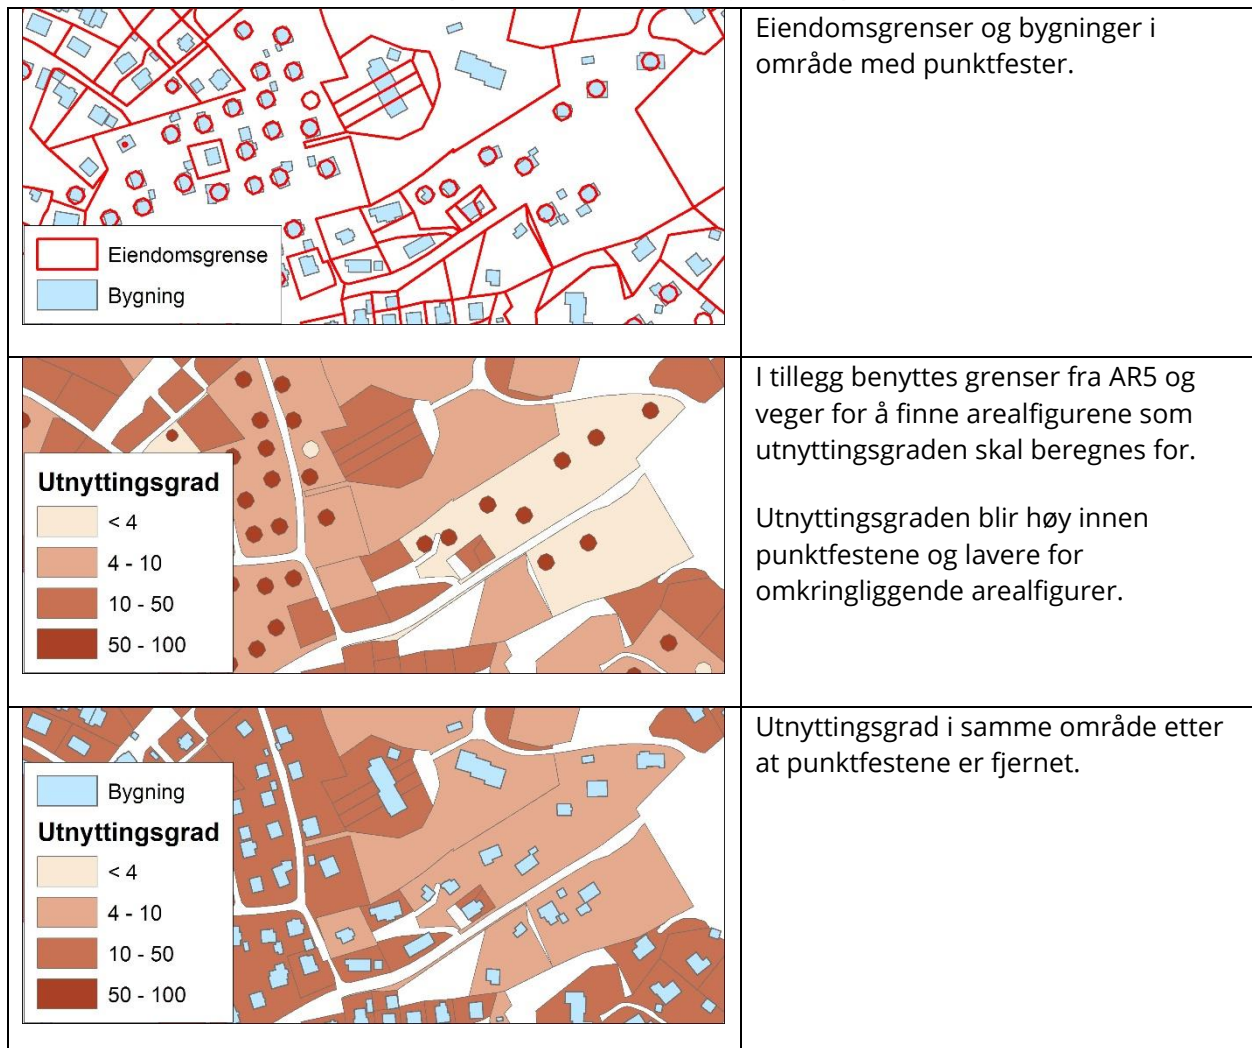 Eiendomsgrense
Bygning
Eiendomsgrenser og bygninger i
område med punktfester.
Utnyttingsgrad
< 4
4 - 10
10 - 50
50 - 100
I tillegg benyttes grenser fra AR5 og
veger for å finne arealfigurene som
utnyttingsgraden skal beregnes for.
Utnyttingsgraden blir høy innen
punktfestene og lavere for
omkringliggende arealfigurer.
Bygning
Utnyttingsgrad
< 4
4 - 10
10 - 50
50 - 100
Utnyttingsgrad i samme område etter
at punktfestene er fjernet.